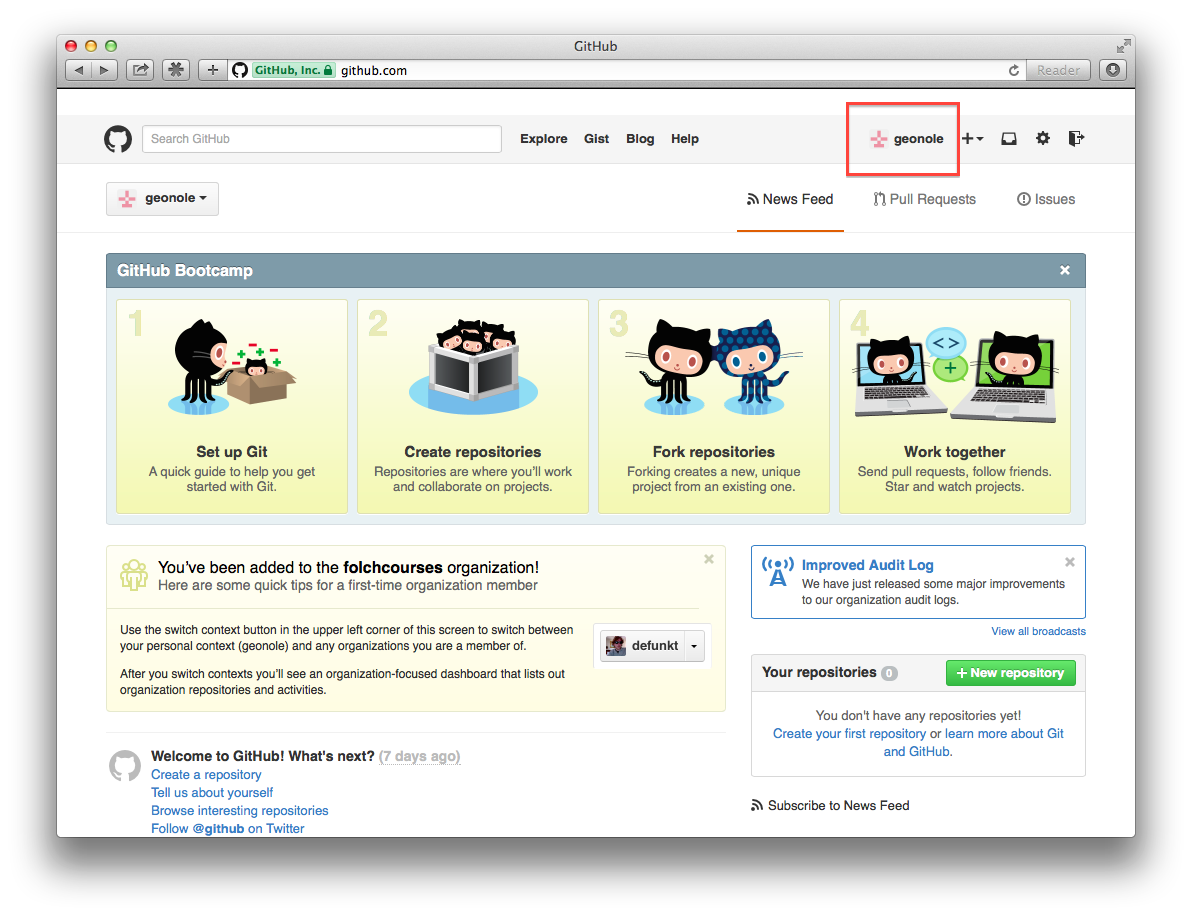 GitHub
GitHub, Inc. github.com Reader
Search GitHub Explore Gist Blog Help geonole
geonole News Feed Pull Requests Issues
GitHub Bootcamp
1
Set up Git
A quick guide to help you get
started with Git.
2
Create repositories
Repositories are where you'll work
and collaborate on projects.
3
Fork repositories
Forking creates a new, unique
project from an existing one.
4
Work together
Send pull requests, follow friends.
Star and watch projects.
You've been added to the folchcourses organization!
Here are some quick tips for a first-time organization member
Use the switch context button in the upper left corner of this screen to switch between
your personal context (geonole) and any organizations you are a member of.
After you switch contexts you'll see an organization-focused dashboard that lists out
organization repositories and activities.
defunkt
Welcome to GitHub! What's next? (7 days ago)
Create a repository
Tell us about yourself
Browse interesting repositories
Follow @github on Twitter
Improved Audit Log
We have just released some major improvements
to our organization audit logs.
View all broadcasts
Your repositories 0 New repository
You don't have any repositories yet!
Create your first repository or learn more about Git
and GitHub.
Subscribe to News Feed